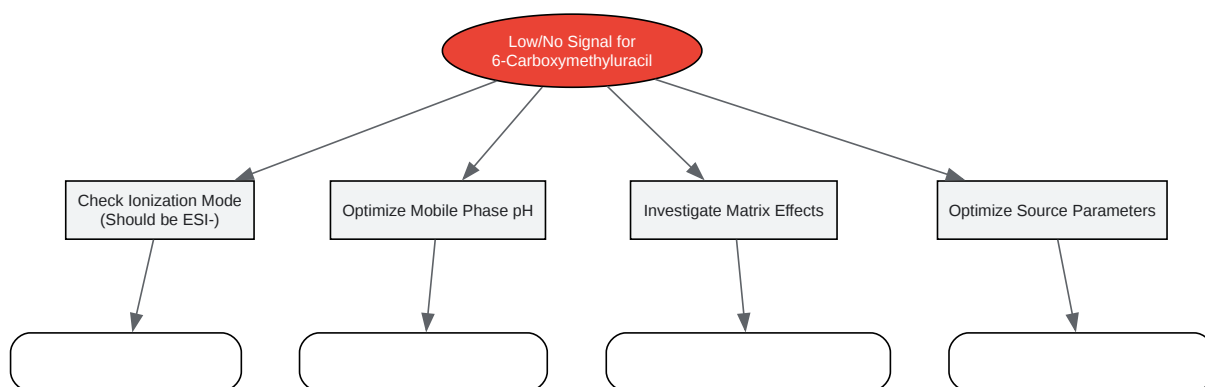 Low/No Signal for
6-Carboxymethyluracil
Check Ionization Mode
(Should be ESI-)
Optimize Mobile Phase pH
Investigate Matrix Effects
Optimize Source Parameters